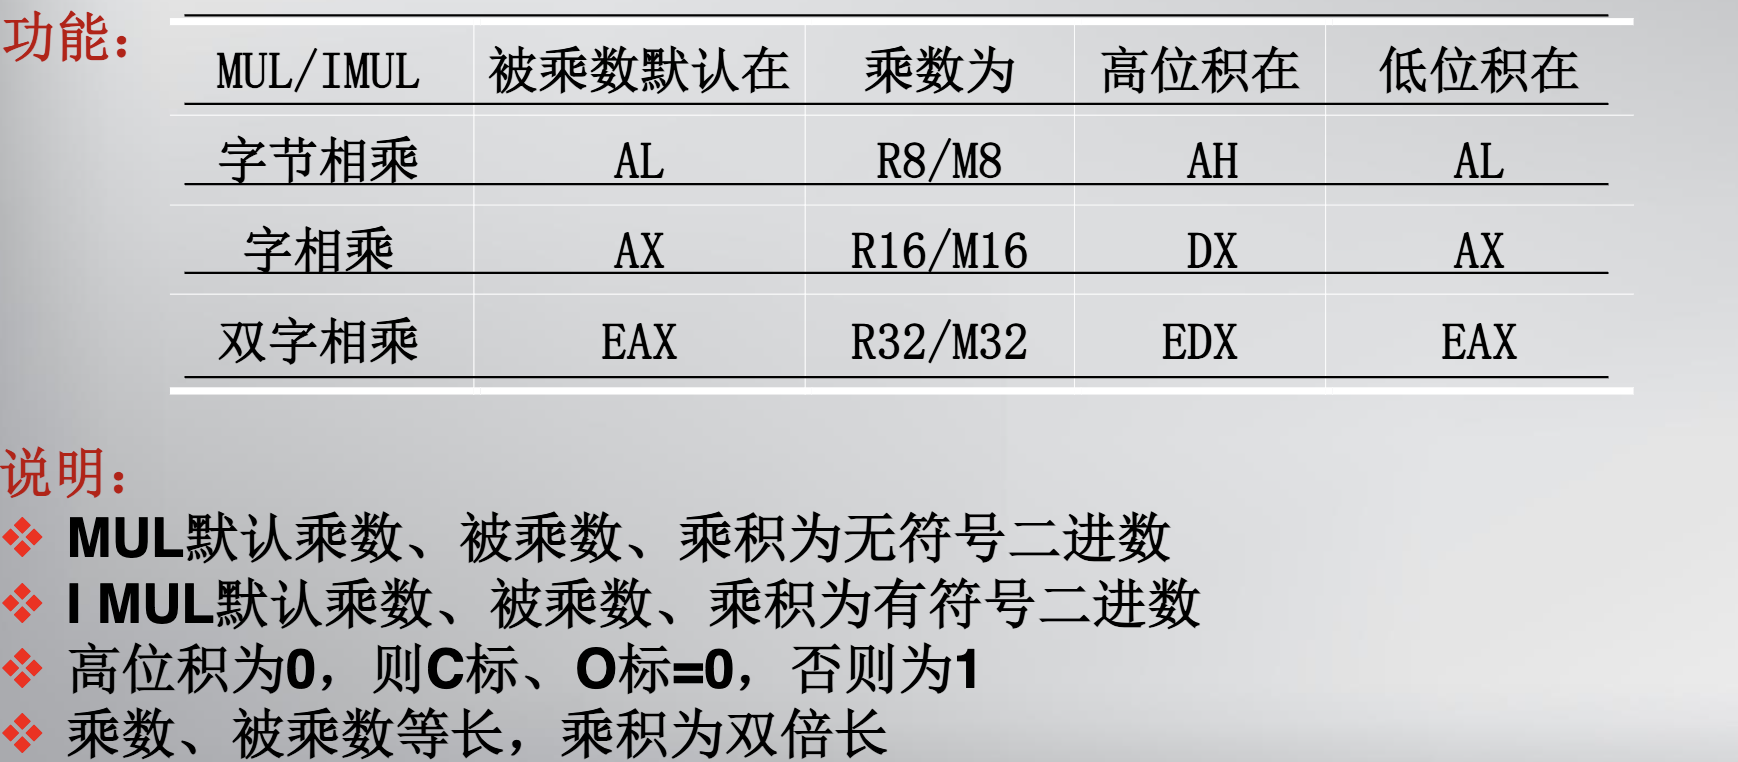 功能：
MUL/IMUL 被乘数默认在 乘数为 高位积在 低位积在
字节相乘 AL R8/M8 AH AL
字相乘 AX R16/M16 DX AX
双字相乘 EAX R32/M32 EDX EAX
说明：
❖ MUL默认乘数、被乘数、乘积为无符号二进数
❖ I MUL默认乘数、被乘数、乘积为有符号二进数
❖ 高位积为0，则C标、O标=0，否则为1
❖ 乘数、被乘数等长，乘积为双倍长